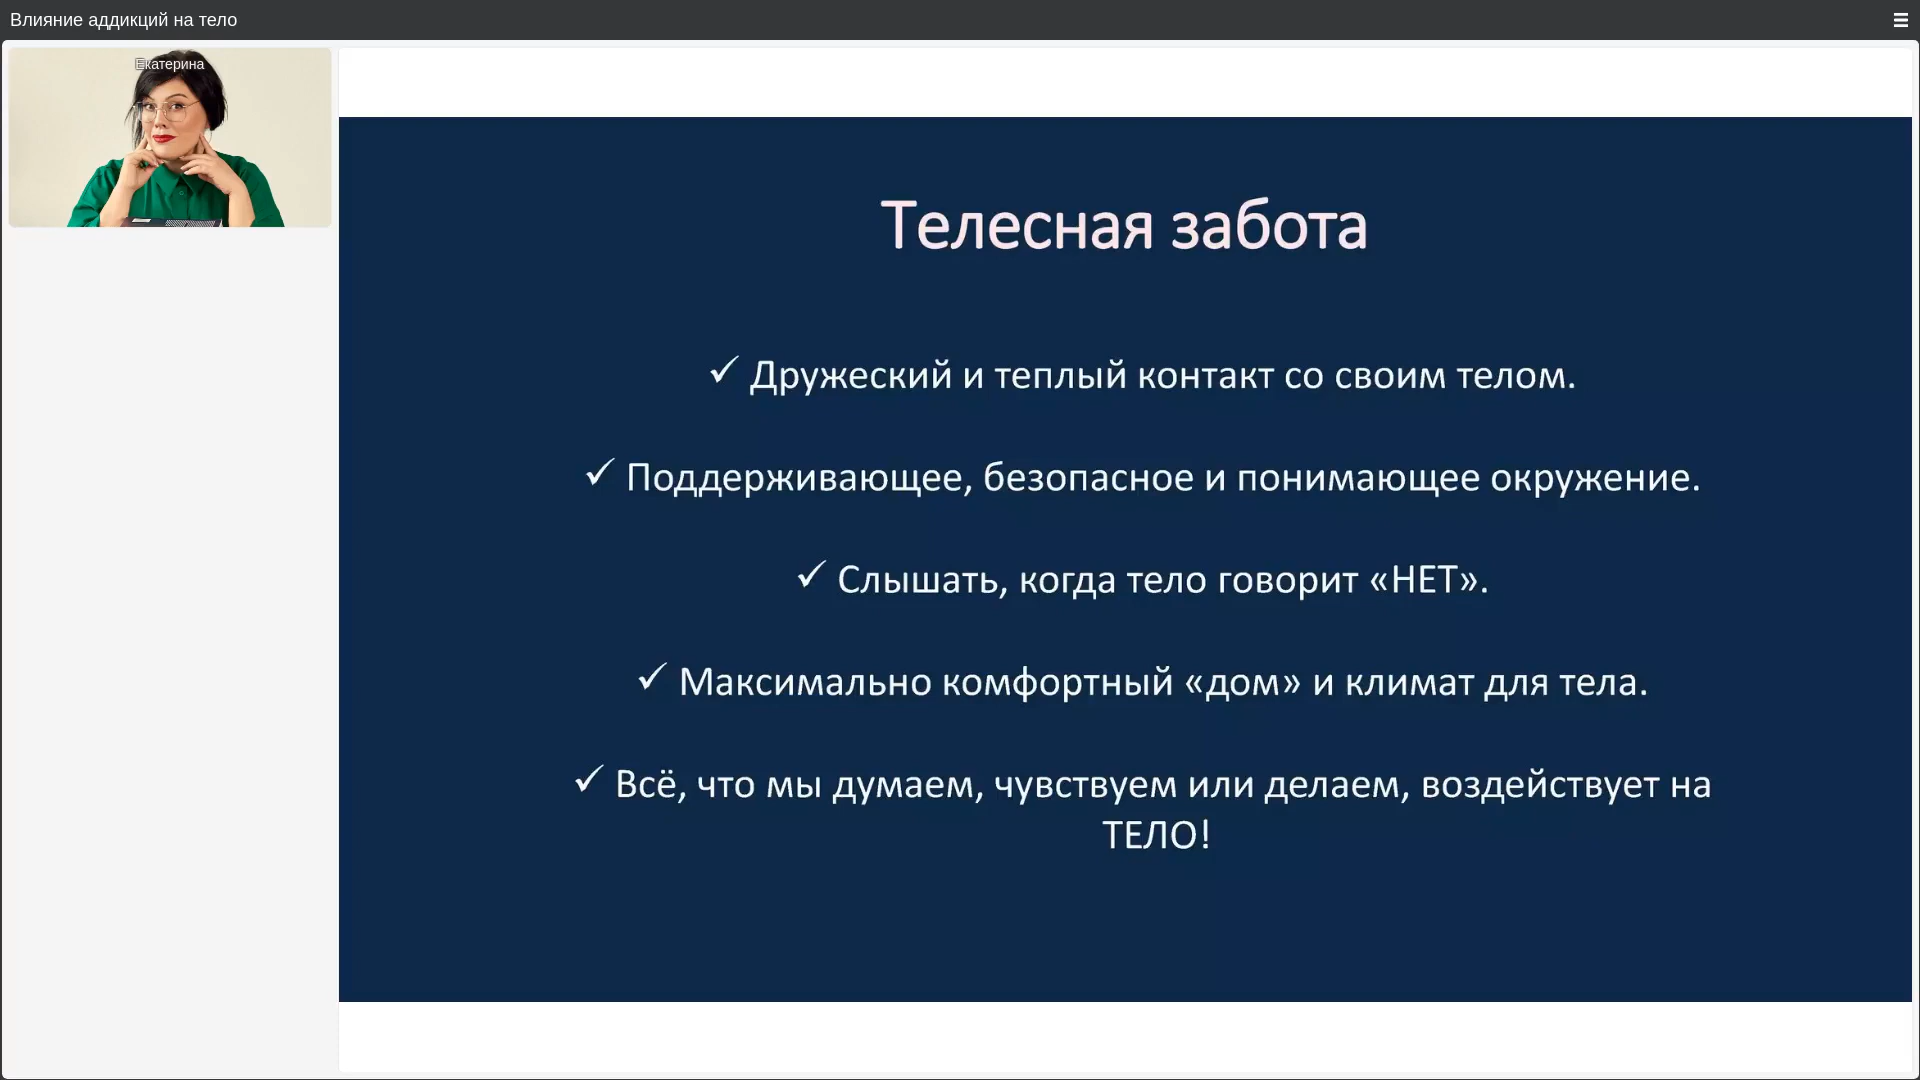 Влияние аддикций на тело
Екатерина
Телесная забота
✓ Дружеский и теплый контакт со своим телом.
✓ Поддерживающее, безопасное и понимающее окружение.
✓ Слышать, когда тело говорит «НЕТ».
✓ Максимально комфортный «дом» и климат для тела.
✓ Всё, что мы думаем, чувствуем или делаем, воздействует на
ТЕЛО!